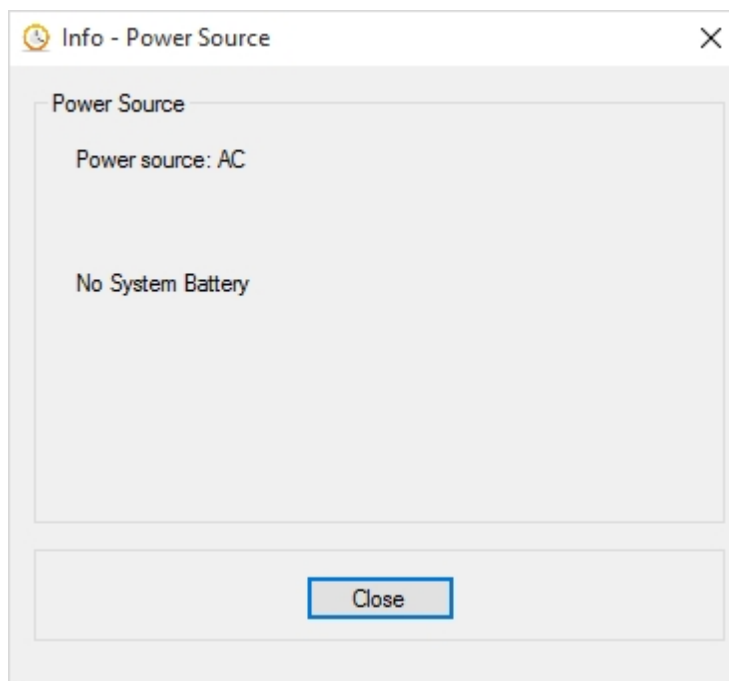 Info - Power Source
Power Source
Power source: AC
No System Battery
Close